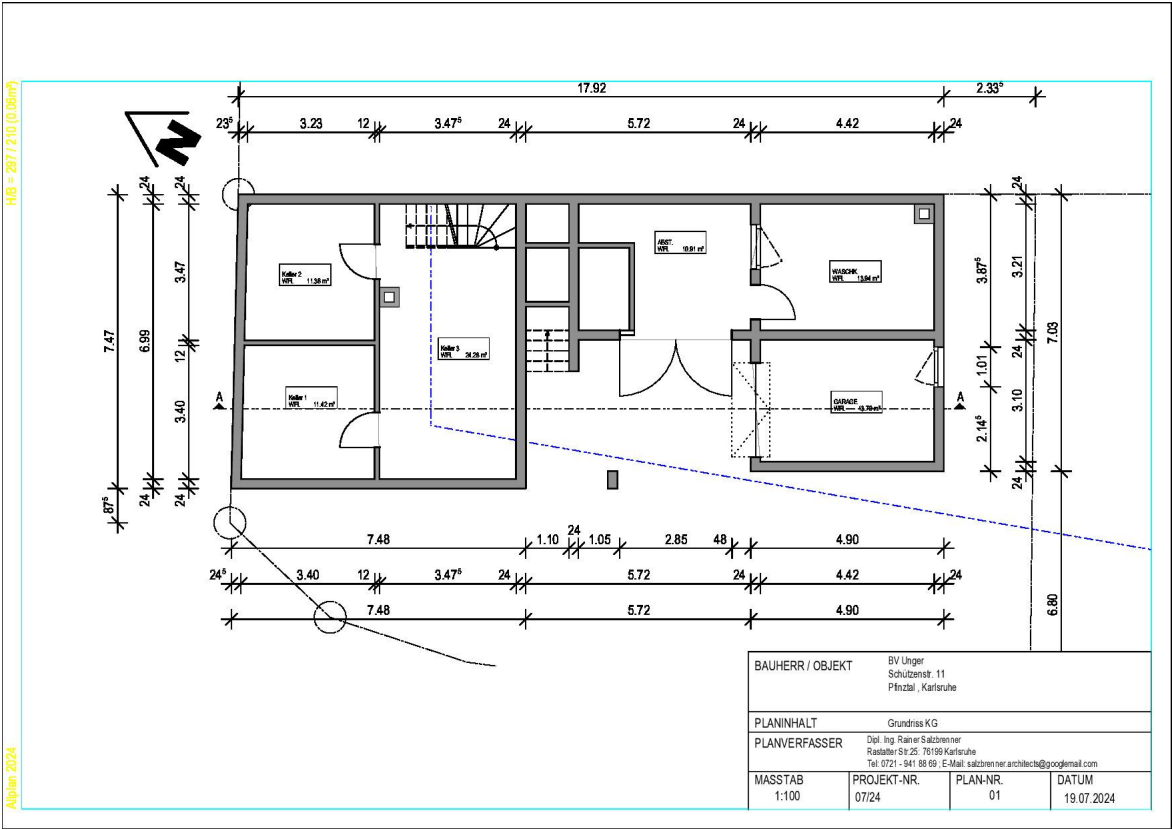 H/B = 297 / 210 (0.06m²)
Allplan 2024
N
17.92
2.33⁵
23⁵
3.23
12
3.47⁵
24
5.72
24
4.42
24
24
24
3.47
12
3.40
24
24
6.99
24
7.47
87⁵
3.87⁵
1.01
2.14⁵
24
3.21
24
3.10
24
7.03
6.80
Keller 2
WFL 11.38 m²
Keller 3
WFL 24.28 m²
Keller 1
WFL 11.42 m²
ABST.
WFL 10.91 m²
WASCHK
WFL 13.94 m²
GARAGE
WFL 43.78 m²
A
A
7.48
1.10
24
1.05
2.85
48
4.90
24⁵
3.40
12
3.47⁵
24
5.72
24
4.42
24
7.48
5.72
4.90
BAUHERR / OBJEKT
BV Unger
Schützenstr. 11
Pfinztal , Karlsruhe
PLANINHALT
Grundriss KG
PLANVERFASSER
Dipl. Ing. Rainer Salzbrenner
Rastatter Str.25: 76199 Karlsruhe
Tel: 0721 - 941 88 69 ; E-Mail: salzbrenner.architects@googlemail.com
MASSTAB
1:100
PROJEKT-NR.
07/24
PLAN-NR.
01
DATUM
19.07.2024